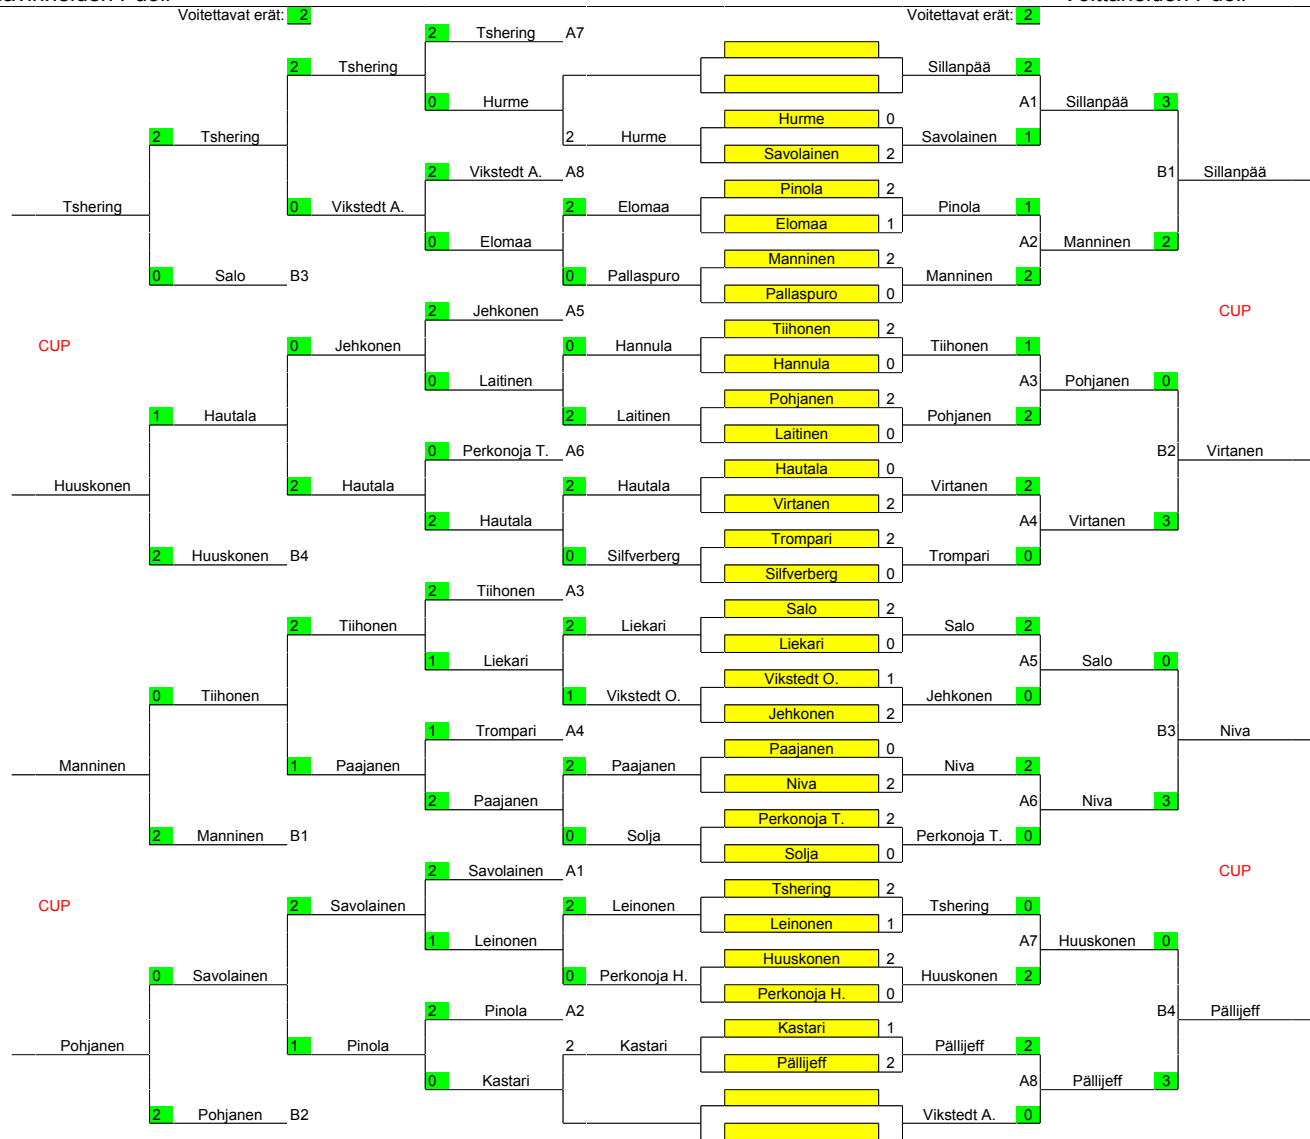 Voitettavat erät: 2 Voitettavat erät: 2
2 Tshering A7
2 Tshering Sillanpää 2
0 Hurme A1 Sillanpää 3
Hurme 0
2 Tshering 2 Hurme Savolainen 1
Savolainen 2
2 Vikstedt A. A8 B1 Sillanpää
Pinola 2
Tshering 0 Vikstedt A. 2 Elomaa Pinola 1
Elomaa 1
0 Elomaa A2 Manninen 2
Manninen 2
0 Salo B3 0 Pallaspuro Manninen 2
Pallaspuro 0
2 Jehkonen A5 CUP
Tiihonen 2
CUP 0 Jehkonen 0 Hannula Tiihonen 1
Hannula 0
0 Laitinen A3 Pohjanen 0
Pohjanen 2
1 Hautala 2 Laitinen Pohjanen 2
Laitinen 0
0 Perkonoja T. A6 B2 Virtanen
Hautala 0
Huuskonen 2 Hautala 2 Hautala Virtanen 2
Virtanen 2
2 Hautala A4 Virtanen 3
Trompari 2
2 Huuskonen B4 0 Silfverberg Trompari 0
Silfverberg 0
2 Tiihonen A3
Salo 2
2 Tiihonen 2 Liekari Salo 2
Liekari 0
1 Liekari A5 Salo 0
Vikstedt O. 1
0 Tiihonen 1 Vikstedt O. Jehkonen 0
Jehkonen 2
1 Trompari A4 B3 Niva
Paajanen 0
Manninen 1 Paajanen 2 Paajanen Niva 2
Niva 2
2 Paajanen A6 Niva 3
Perkonoja T. 2
2 Manninen B1 0 Solja Perkonoja T. 0
Solja 0
2 Savolainen A1 CUP
Tshering 2
CUP 2 Savolainen 2 Leinonen Tshering 0
Leinonen 1
1 Leinonen A7 Huuskonen 0
Huuskonen 2
0 Savolainen 0 Perkonoja H. Huuskonen 2
Perkonoja H. 0
2 Pinola A2 B4 Pällijeff
Kastari 1
Pohjanen 1 Pinola 2 Kastari Pällijeff 2
Pällijeff 2
0 Kastari A8 Pällijeff 3
2 Pohjanen B2 Vikstedt A. 0